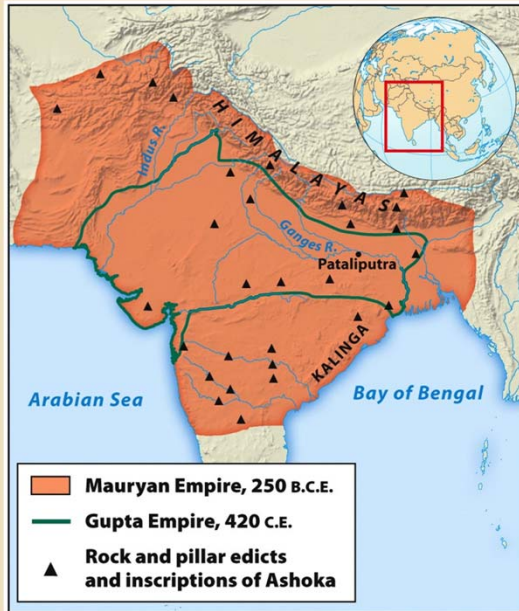 HIMALAYAS
Indus R.
Ganges R.
Pataliputra
KALINGA
Arabian Sea
Bay of Bengal
Mauryan Empire, 250 B.C.E.
Gupta Empire, 420 C.E.
Rock and pillar edicts
and inscriptions of Ashoka